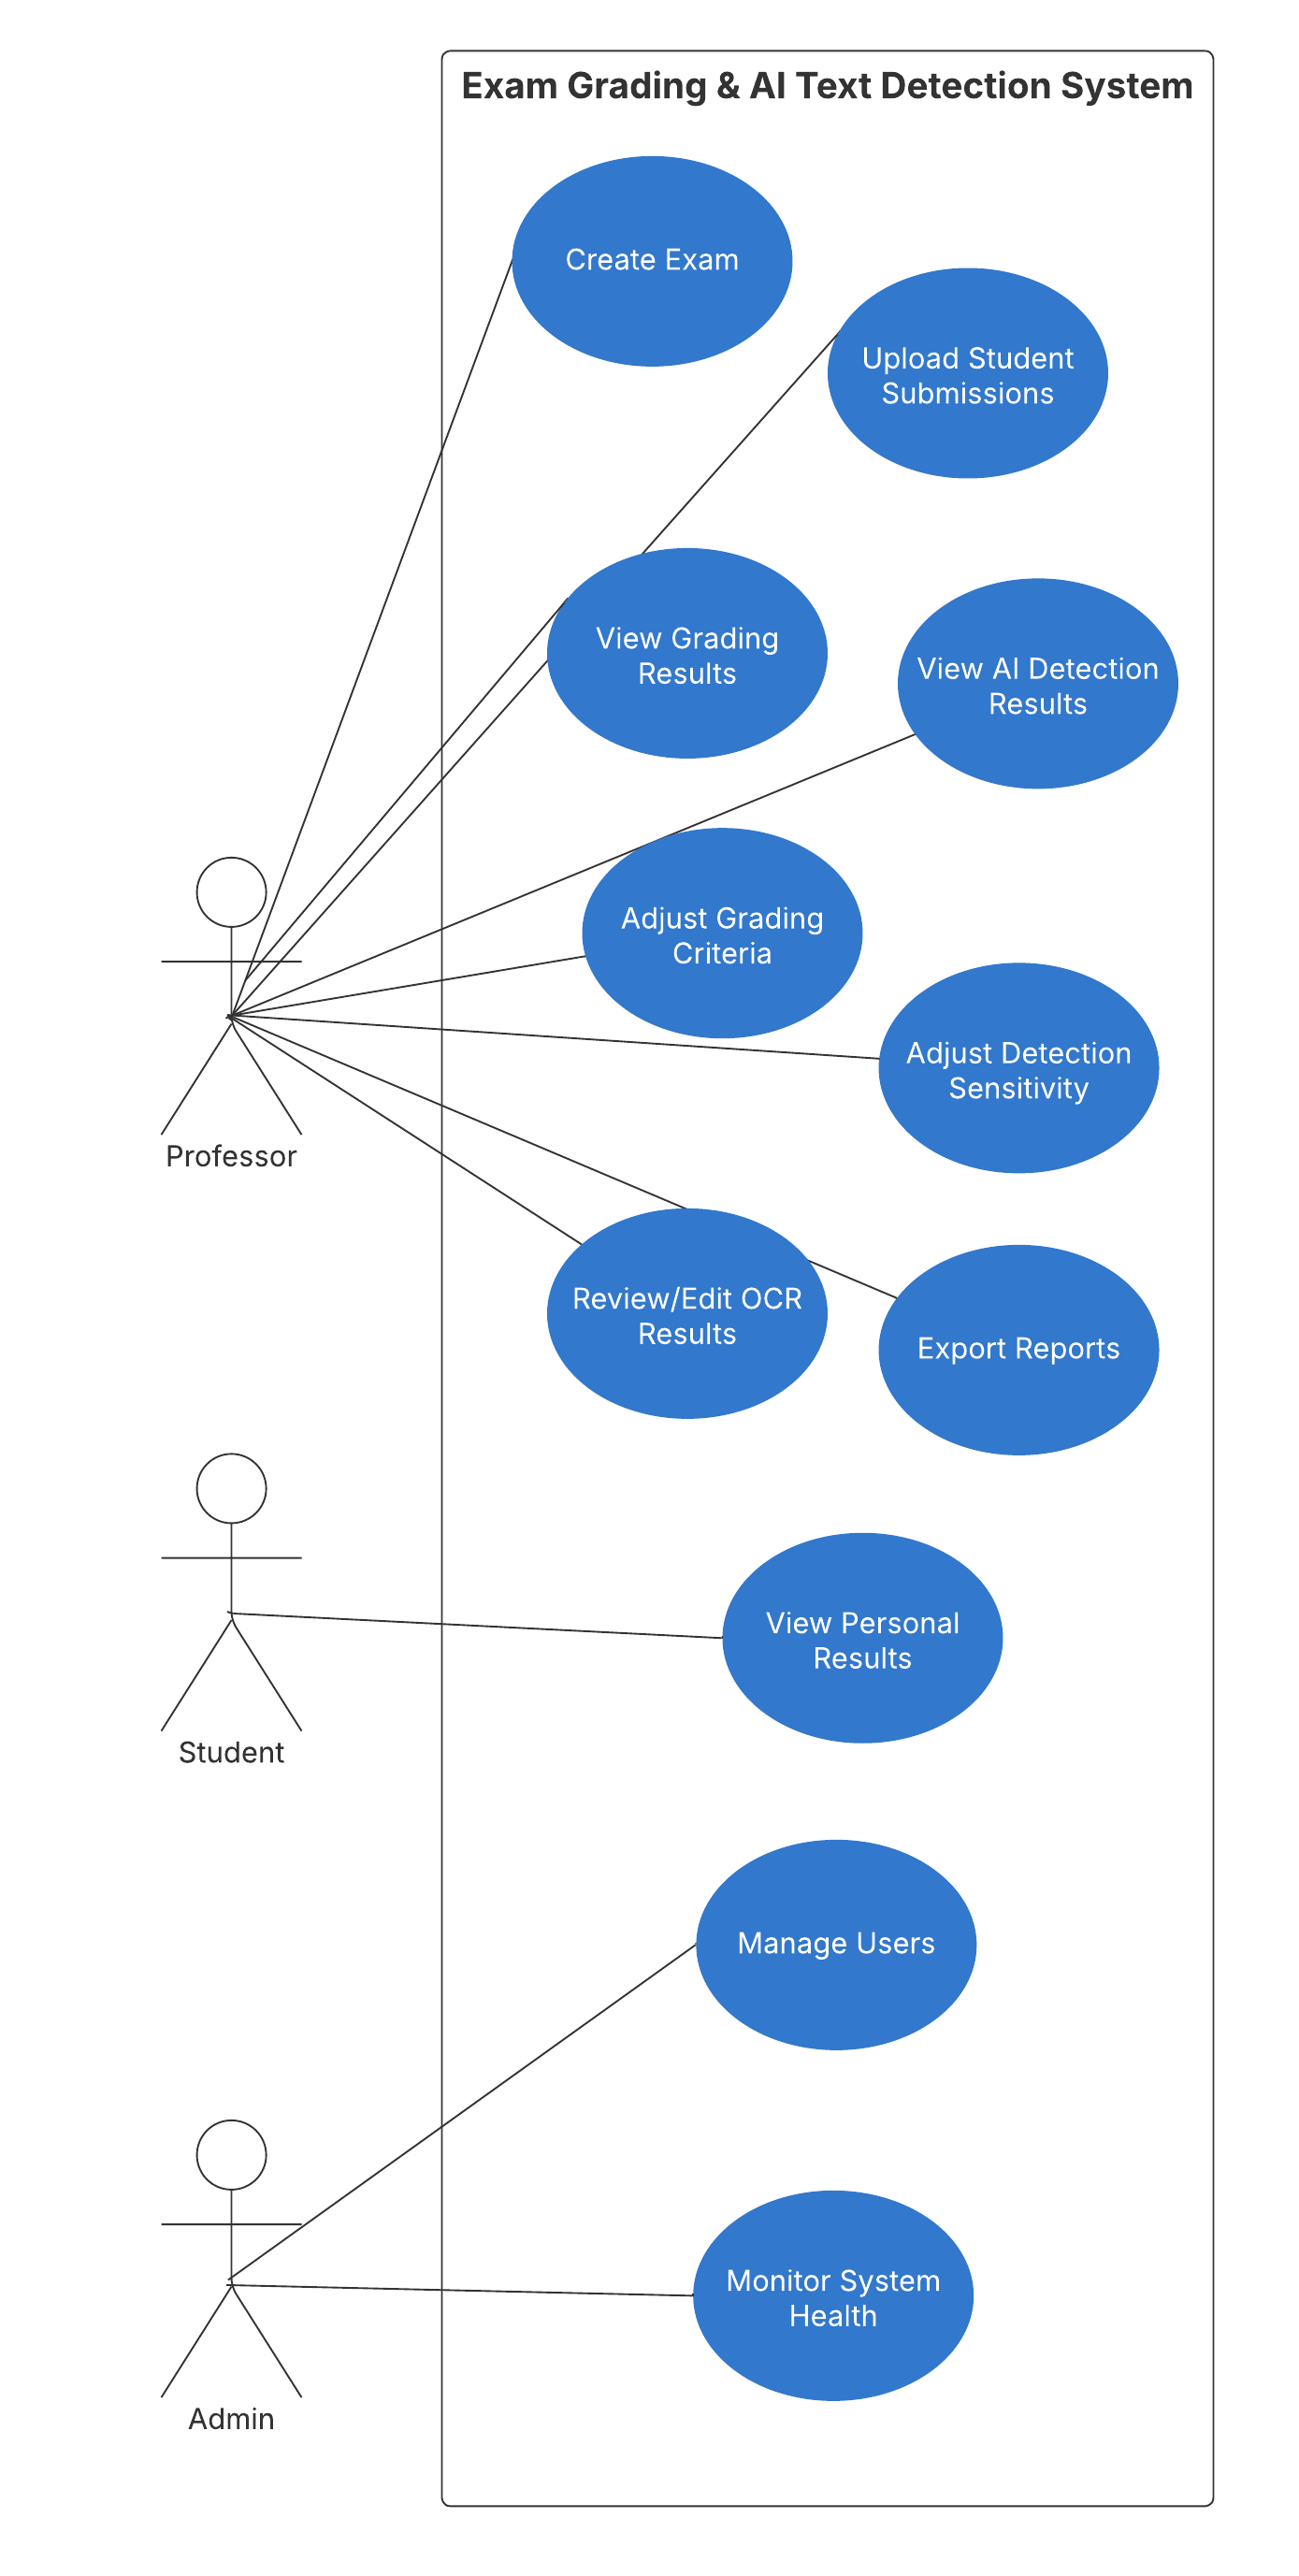 Exam Grading & AI Text Detection System
Create Exam
Upload Student
Submissions
View Grading
Results
View AI Detection
Results
Adjust Grading
Criteria
Adjust Detection
Sensitivity
Professor
Review/Edit OCR
Results
Export Reports
View Personal
Results
Student
Manage Users
Monitor System
Health
Admin